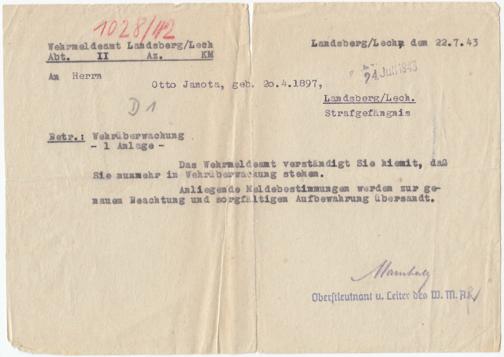 1028/42
Wehrmeldeamt Landsberg/Lech
Landsberg/Lech, den 22.7.43
Abt. II Az. KM
24. Juli 1943
An Herrn
Otto Janota, geb. 20.4.1897,
D 1
Landsberg/Lech.
Strafgefängnis
Betr.: Wehrüberwachung
- 1 Anlage -
Das Wehrmeldeamt verständigt Sie hiemit, daß
Sie nunmehr in Wehrüberwachung stehen.
Anliegende Meldebestimmungen werden zur ge-
nauen Beachtung und sorgfältigen Aufbewahrung übersandt.
Oberstleutnant u. Leiter des W. M. A.